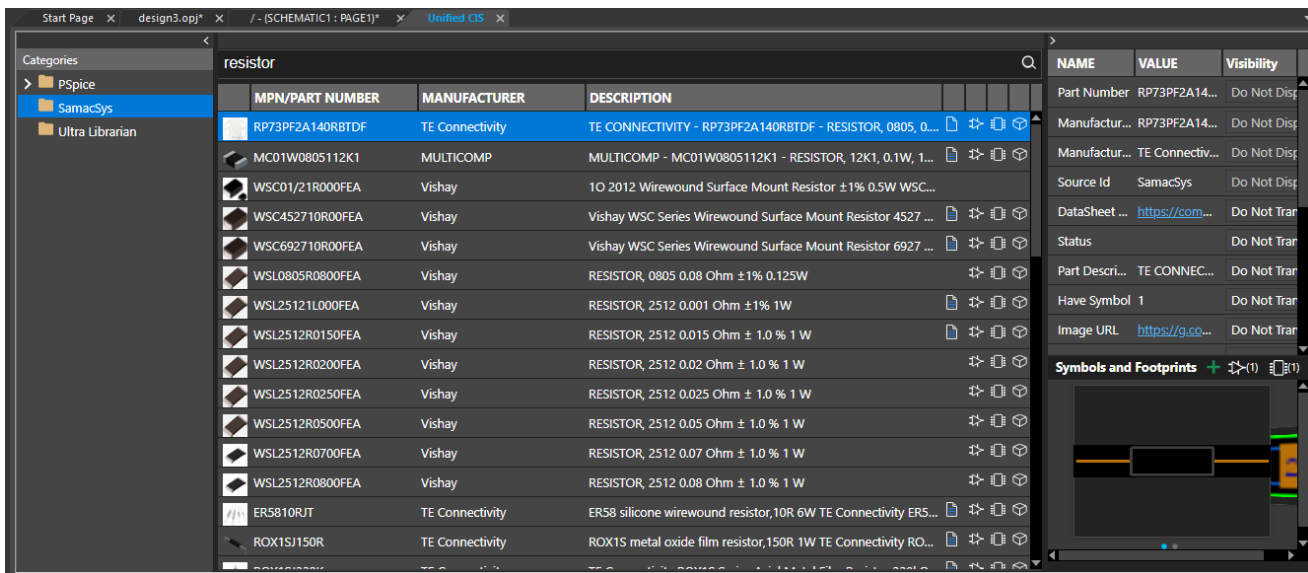 Start Page
design3.opj*
/ - (SCHEMATIC1 : PAGE1)*
Unified CIS
Categories
PSpice
SamacSys
Ultra Librarian
resistor
MPN/PART NUMBER MANUFACTURER DESCRIPTION
RP73PF2A140RBTDF TE Connectivity TE CONNECTIVITY - RP73PF2A140RBTDF - RESISTOR, 0805, 0....
MC01W0805112K1 MULTICOMP MULTICOMP - MC01W0805112K1 - RESISTOR, 12K1, 0.1W, 1...
WSC01/21R000FEA Vishay 1O 2012 Wirewound Surface Mount Resistor ±1% 0.5W WSC...
WSC452710R00FEA Vishay Vishay WSC Series Wirewound Surface Mount Resistor 4527 ...
WSC692710R00FEA Vishay Vishay WSC Series Wirewound Surface Mount Resistor 6927 ...
WSL0805R0800FEA Vishay RESISTOR, 0805 0.08 Ohm ±1% 0.125W
WSL25121L000FEA Vishay RESISTOR, 2512 0.001 Ohm ±1% 1W
WSL2512R0150FEA Vishay RESISTOR, 2512 0.015 Ohm ± 1.0 % 1 W
WSL2512R0200FEA Vishay RESISTOR, 2512 0.02 Ohm ± 1.0 % 1 W
WSL2512R0250FEA Vishay RESISTOR, 2512 0.025 Ohm ± 1.0 % 1 W
WSL2512R0500FEA Vishay RESISTOR, 2512 0.05 Ohm ± 1.0 % 1 W
WSL2512R0700FEA Vishay RESISTOR, 2512 0.07 Ohm ± 1.0 % 1 W
WSL2512R0800FEA Vishay RESISTOR, 2512 0.08 Ohm ± 1.0 % 1 W
ER5810RJT TE Connectivity ER58 silicone wirewound resistor,10R 6W TE Connectivity ER5...
ROX1SJ150R TE Connectivity ROX1S metal oxide film resistor,150R 1W TE Connectivity RO...
NAME VALUE Visibility
Part Number RP73PF2A14... Do Not Disp
Manufactur... RP73PF2A14... Do Not Disp
Manufactur... TE Connectiv... Do Not Disp
Source Id SamacSys Do Not Disp
DataSheet ... https://com... Do Not Tran
Status Do Not Tran
Part Descri... TE CONNEC... Do Not Tran
Have Symbol 1 Do Not Tran
Image URL https://g.co... Do Not Tran
Symbols and Footprints (1) (1)